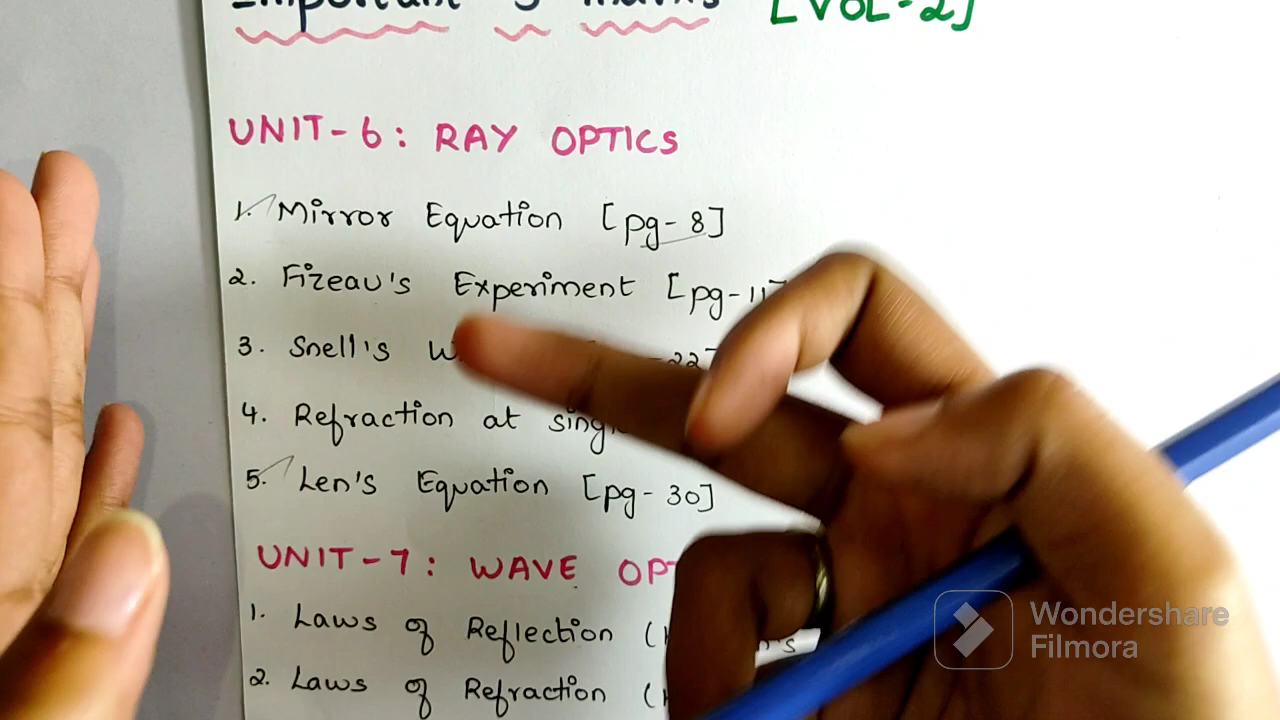 Important 5 marks [VOL-2]
UNIT-6: RAY OPTICS
1. Mirror Equation [pg-8]
2. Fizeau's Experiment [pg-11]
3. Snell's 22
4. Refraction at
5. Len's Equation [pg-30]
UNIT-7: WAVE
1. Laws of Reflection
2. Laws of Refraction
Wondershare
Filmora